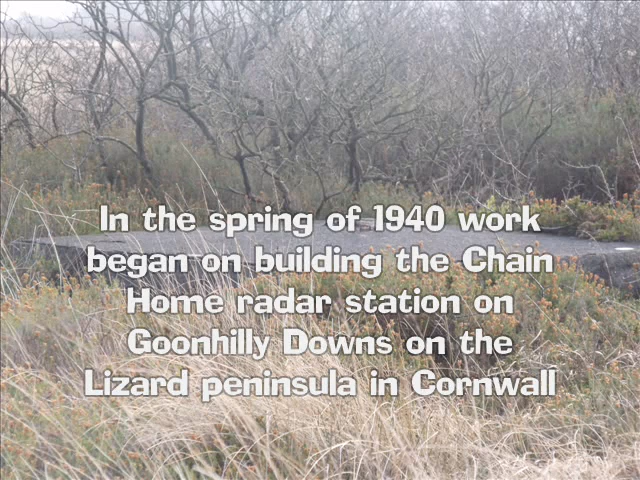 In the spring of 1940 work
began on building the Chain
Home radar station on
Goonhilly Downs on the
Lizard peninsula in Cornwall